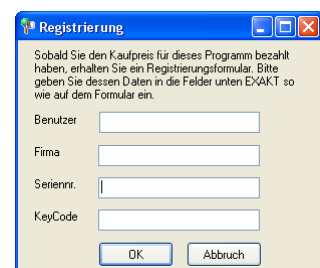 Registrierung
Sobald Sie den Kaufpreis für dieses Programm bezahlt
haben, erhalten Sie ein Registrierungsformular. Bitte
geben Sie dessen Daten in die Felder unten EXAKT so
wie auf dem Formular ein.
Benutzer
Firma
Seriennr.
KeyCode
OK Abbruch